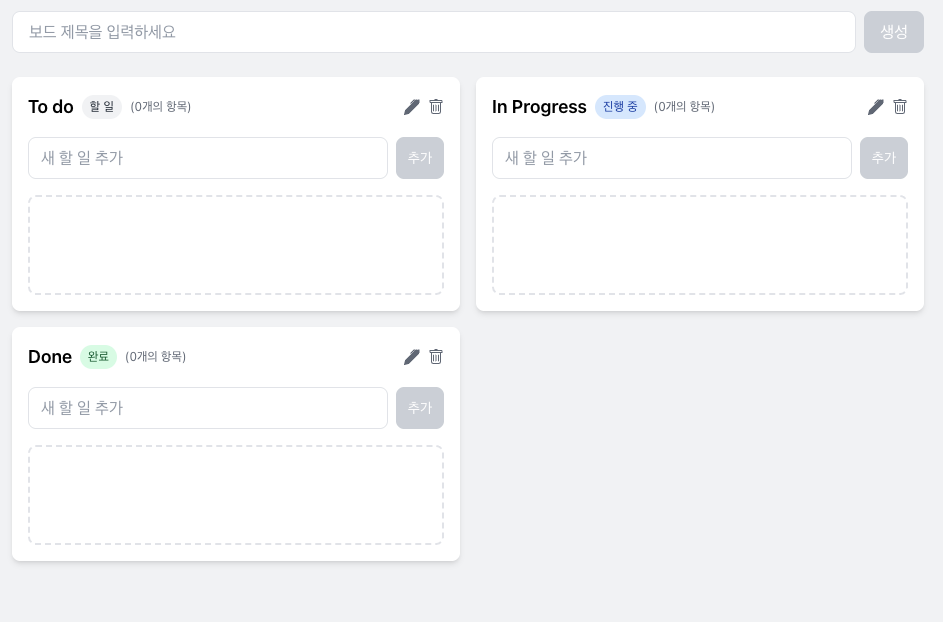 보드 제목을 입력하세요
생성
To do 할 일 (0개의 항목)
새 할 일 추가
추가
In Progress 진행 중 (0개의 항목)
새 할 일 추가
추가
Done 완료 (0개의 항목)
새 할 일 추가
추가